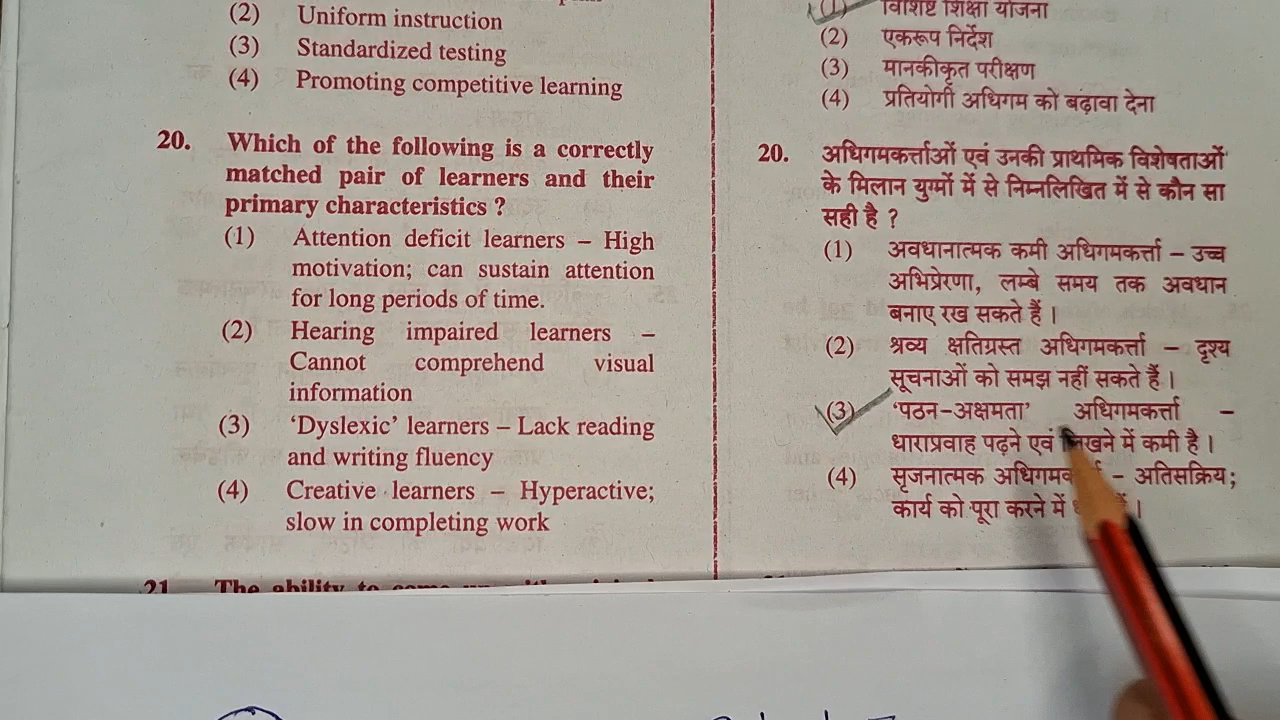 (2) Uniform instruction
(3) Standardized testing
(4) Promoting competitive learning
20. Which of the following is a correctly
matched pair of learners and their
primary characteristics ?
(1) Attention deficit learners – High
motivation; can sustain attention
for long periods of time.
(2) Hearing impaired learners –
Cannot comprehend visual
information
(3) 'Dyslexic' learners – Lack reading
and writing fluency
(4) Creative learners – Hyperactive;
slow in completing work
21 The ability to
(1) विशिष्ट शिक्षा योजना
(2) एकरूप निर्देश
(3) मानकीकृत परीक्षण
(4) प्रतियोगी अधिगम को बढ़ावा देना
20. अधिगमकर्त्ताओं एवं उनकी प्राथमिक विशेषताओं
के मिलान युग्मों में से निम्नलिखित में से कौन सा
सही है ?
(1) अवधानात्मक कमी अधिगमकर्त्ता – उच्च
अभिप्रेरणा, लम्बे समय तक अवधान
बनाए रख सकते हैं ।
(2) श्रव्य क्षतिग्रस्त अधिगमकर्त्ता – दृश्य
सूचनाओं को समझ नहीं सकते हैं ।
(3) 'पठन-अक्षमता' अधिगमकर्त्ता –
धाराप्रवाह पढ़ने एवं लिखने में कमी है ।
(4) सृजनात्मक – अतिसक्रिय;
कार्य को पूरा करने में